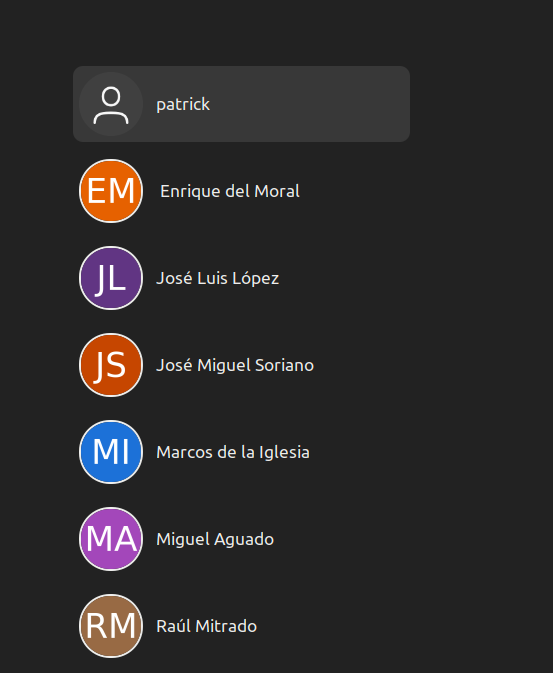 patrick
EM Enrique del Moral
JL José Luis López
JS José Miguel Soriano
MI Marcos de la Iglesia
MA Miguel Aguado
RM Raúl Mitrado